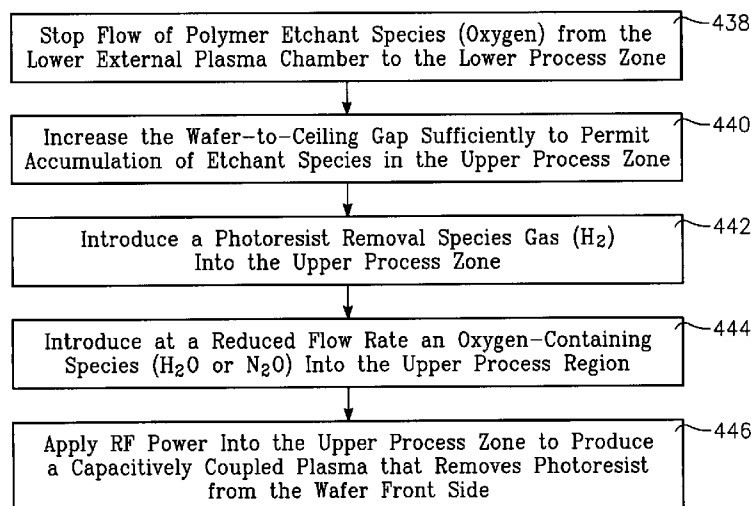 Stop Flow of Polymer Etchant Species (Oxygen) from the
Lower External Plasma Chamber to the Lower Process Zone
438
Increase the Wafer-to-Ceiling Gap Sufficiently to Permit
Accumulation of Etchant Species in the Upper Process Zone
440
Introduce a Photoresist Removal Species Gas (H₂)
Into the Upper Process Zone
442
Introduce at a Reduced Flow Rate an Oxygen-Containing
Species (H₂O or N₂O) Into the Upper Process Region
444
Apply RF Power Into the Upper Process Zone to Produce
a Capacitively Coupled Plasma that Removes Photoresist
from the Wafer Front Side
446